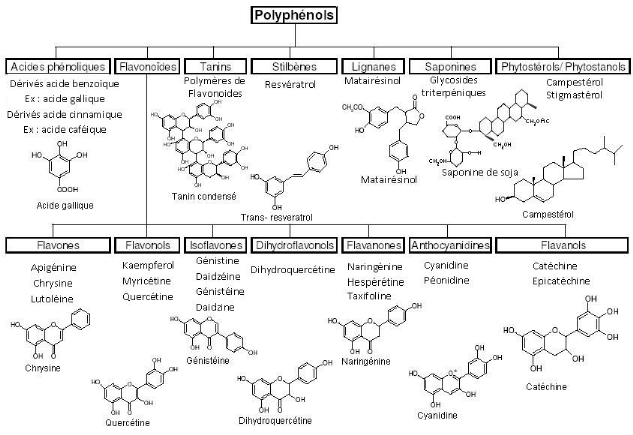 Polyphénols
Acides phénoliques
Flavonoïdes
Tanins
Stilbènes
Lignanes
Saponines
Phytostérols/ Phytostanols
Dérivés acide benzoïque
Ex : acide gallique
Dérivés acide cinnamique
Ex : acide caféique
Acide gallique
Polymères de
Flavonoides
Tanin condensé
Resvératrol
Trans- resveratrol
Matairésinol
Matairésinol
Glycosides
triterpéniques
Saponine de soja
Campestérol
Stigmastérol
Campestérol
Flavones
Flavonols
Isoflavones
Dihydroflavonols
Flavanones
Anthocyanidines
Flavanols
Apigénine
Chrysine
Lutoléine
Chrysine
Kaempferol
Myricétine
Quercétine
Quercétine
Génistine
Daidzéine
Génistéine
Daidzine
Génistéine
Dihydroquercétine
Dihydroquercétine
Naringénine
Hespérétine
Taxifoline
Naringénine
Cyanidine
Péonidine
Cyanidine
Catéchine
Epicatéchine
Catéchine